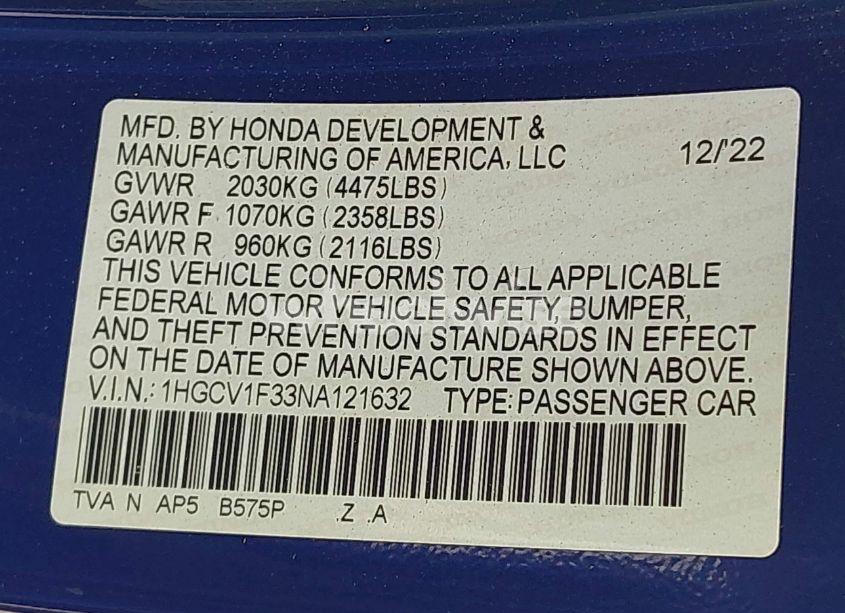 MFD. BY HONDA DEVELOPMENT &
MANUFACTURING OF AMERICA, LLC 12/'22
GVWR 2030KG (4475LBS)
GAWR F 1070KG (2358LBS)
GAWR R 960KG (2116LBS)
THIS VEHICLE CONFORMS TO ALL APPLICABLE
FEDERAL MOTOR VEHICLE SAFETY, BUMPER,
AND THEFT PREVENTION STANDARDS IN EFFECT
ON THE DATE OF MANUFACTURE SHOWN ABOVE.
V.I.N.: 1HGCV1F33NA121632 TYPE: PASSENGER CAR
TVA N AP5 B575P .Z .A